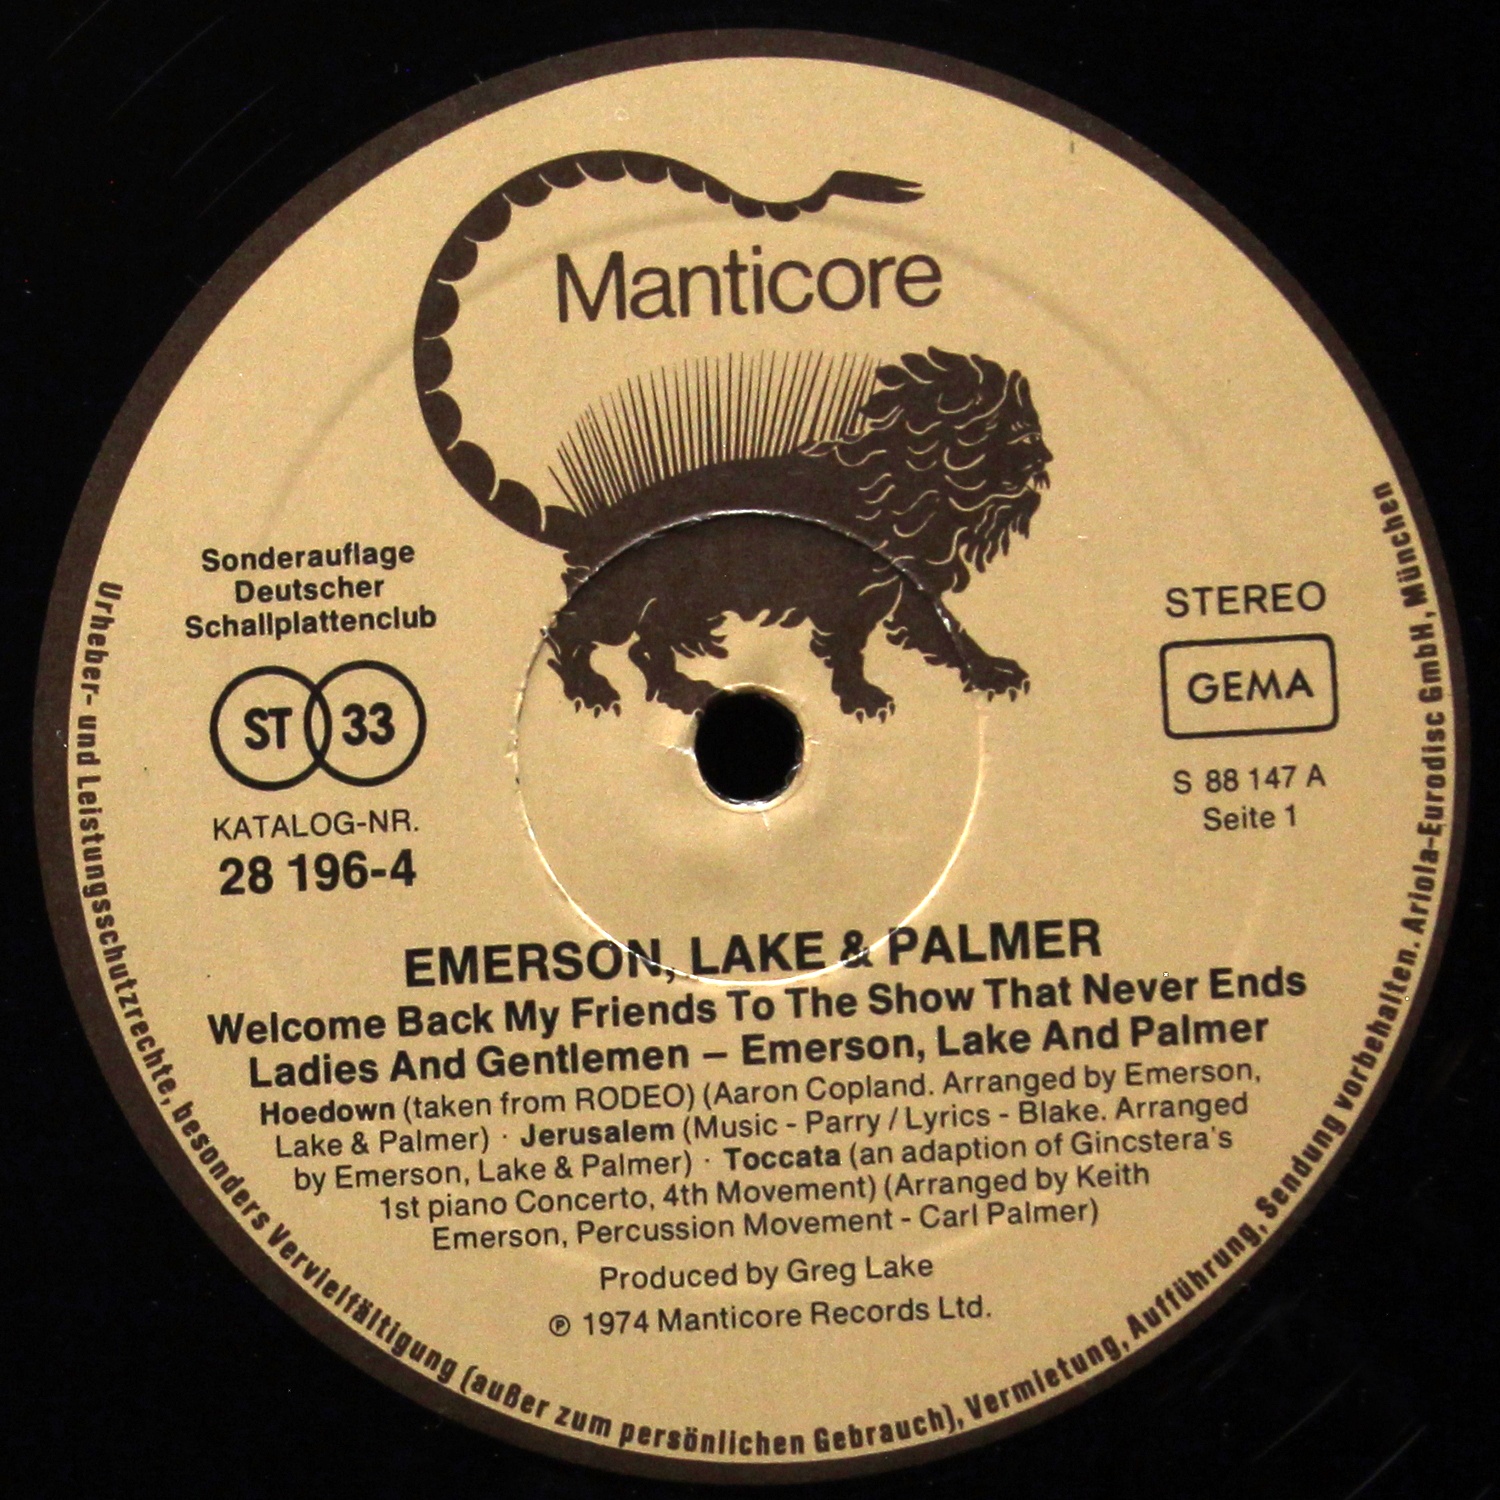 Manticore
Sonderauflage
Deutscher
Schallplattenclub
ST 33
KATALOG-NR.
28 196-4
STEREO
GEMA
S 88 147 A
Seite 1
EMERSON, LAKE & PALMER
Welcome Back My Friends To The Show That Never Ends
Ladies And Gentlemen – Emerson, Lake And Palmer
Hoedown (taken from RODEO) (Aaron Copland. Arranged by Emerson,
Lake & Palmer) · Jerusalem (Music - Parry / Lyrics - Blake. Arranged
by Emerson, Lake & Palmer) · Toccata (an adaption of Gincstera's
1st piano Concerto, 4th Movement) (Arranged by Keith
Emerson, Percussion Movement - Carl Palmer)
Produced by Greg Lake
℗ 1974 Manticore Records Ltd.
Urheber- und Leistungsschutzrechte, besonders Vervielfältigung (außer zum persönlichen Gebrauch), Vermietung, Aufführung, Sendung vorbehalten. Ariola-Eurodisc GmbH, München